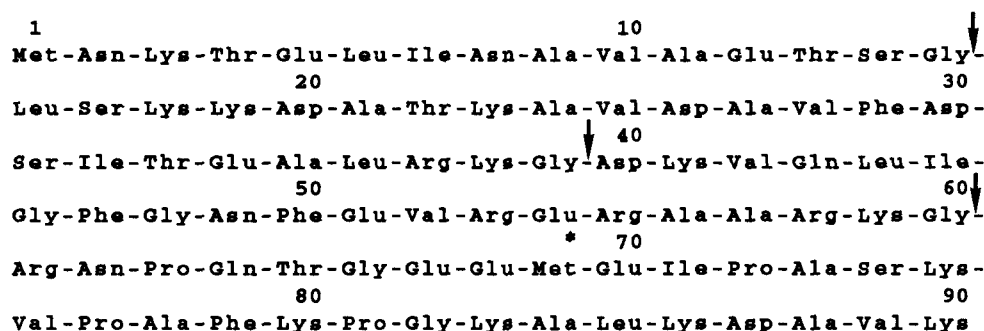 1 10
Met-Asn-Lys-Thr-Glu-Leu-Ile-Asn-Ala-Val-Ala-Glu-Thr-Ser-Gly-
20 30
Leu-Ser-Lys-Lys-Asp-Ala-Thr-Lys-Ala-Val-Asp-Ala-Val-Phe-Asp-
40
Ser-Ile-Thr-Glu-Ala-Leu-Arg-Lys-Gly-Asp-Lys-Val-Gln-Leu-Ile-
50 60
Gly-Phe-Gly-Asn-Phe-Glu-Val-Arg-Glu-Arg-Ala-Ala-Arg-Lys-Gly-
* 70
Arg-Asn-Pro-Gln-Thr-Gly-Glu-Glu-Met-Glu-Ile-Pro-Ala-Ser-Lys-
80 90
Val-Pro-Ala-Phe-Lys-Pro-Gly-Lys-Ala-Leu-Lys-Asp-Ala-Val-Lys